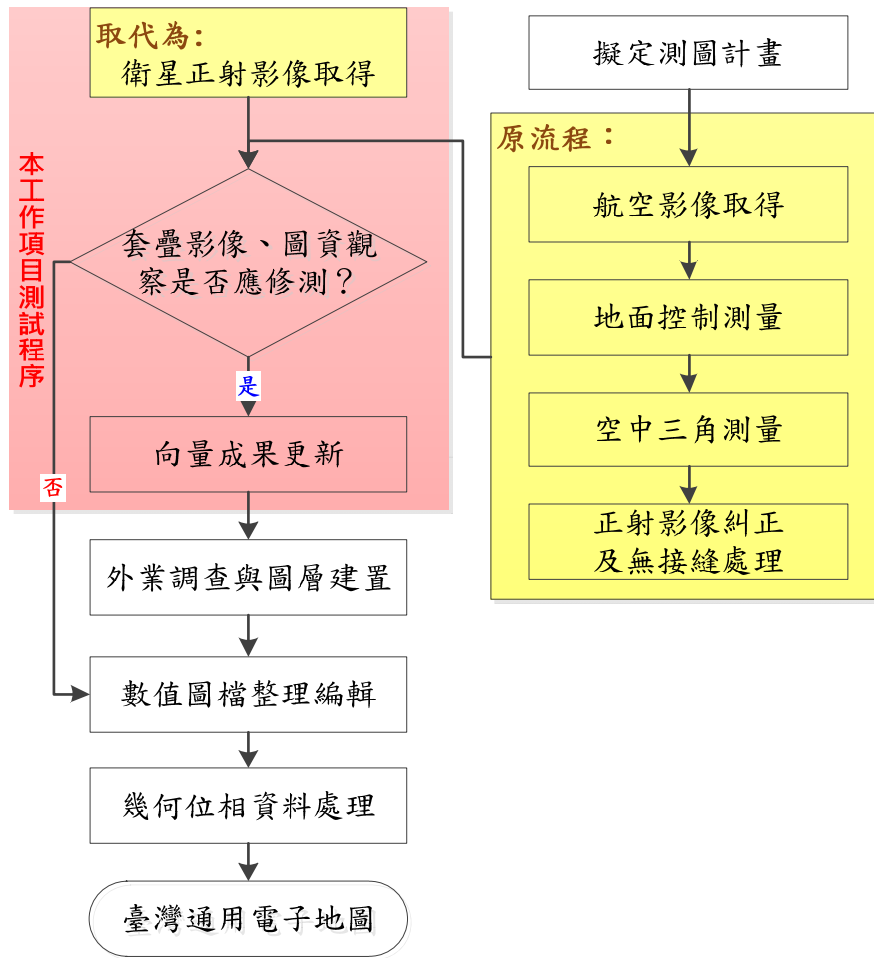 取代為:
衛星正射影像取得
本工作項目測試程序
套疊影像、圖資觀
察是否應修測？
是
否
向量成果更新
外業調查與圖層建置
數值圖檔整理編輯
幾何位相資料處理
臺灣通用電子地圖
擬定測圖計畫
原流程：
航空影像取得
地面控制測量
空中三角測量
正射影像糾正
及無接縫處理